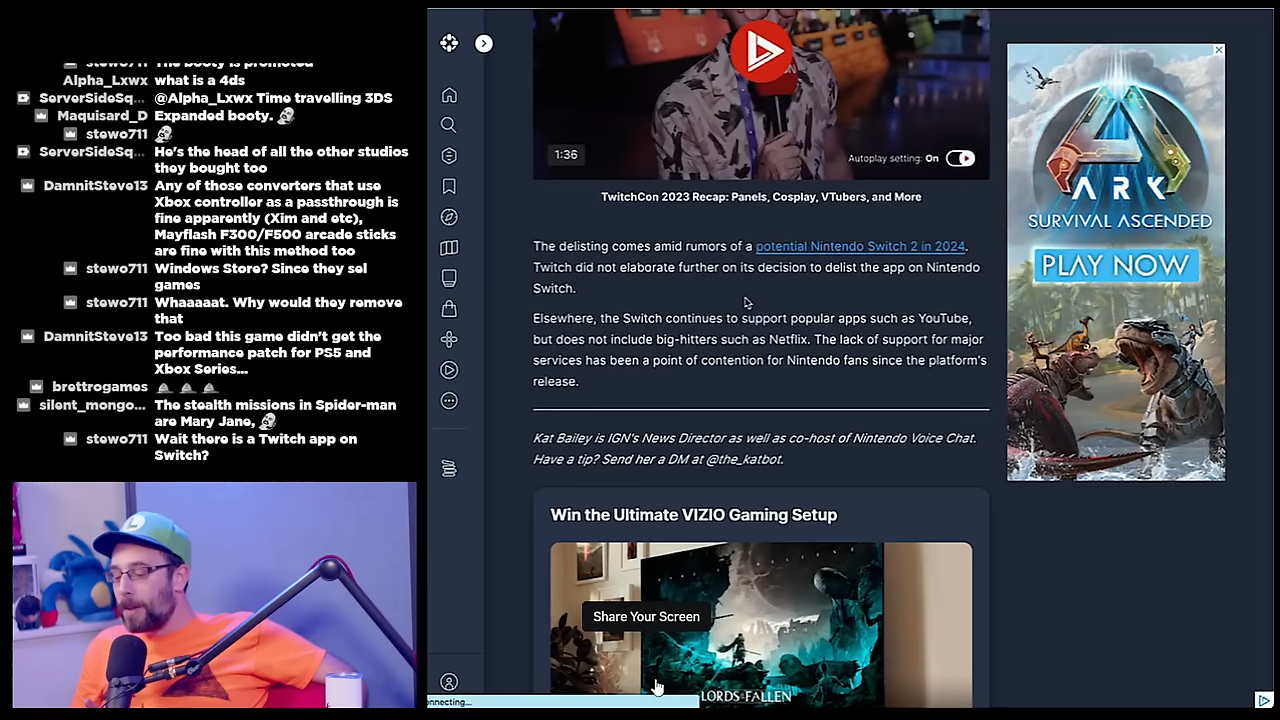 stewo711 The booty is promoted
Alpha_Lxwx what is a 4ds
ServerSideSq... @Alpha_Lxwx Time travelling 3DS
Maquisard_D Expanded booty.
stewo711
ServerSideSq... He's the head of all the other studios
they bought too
DamnitSteve13 Any of those converters that use
Xbox controller as a passthrough is
fine apparently (Xim and etc),
Mayflash F300/F500 arcade sticks
are fine with this method too
stewo711 Windows Store? Since they sel
games
stewo711 Whaaaaat. Why would they remove
that
DamnitSteve13 Too bad this game didn't get the
performance patch for PS5 and
Xbox Series...
brettrogames
silent_mongo... The stealth missions in Spider-man
are Mary Jane,
stewo711 Wait there is a Twitch app on
Switch?
1:36
Autoplay setting: On
TwitchCon 2023 Recap: Panels, Cosplay, VTubers, and More
The delisting comes amid rumors of a potential Nintendo Switch 2 in 2024.
Twitch did not elaborate further on its decision to delist the app on Nintendo
Switch.
Elsewhere, the Switch continues to support popular apps such as YouTube,
but does not include big-hitters such as Netflix. The lack of support for major
services has been a point of contention for Nintendo fans since the platform's
release.
Kat Bailey is IGN's News Director as well as co-host of Nintendo Voice Chat.
Have a tip? Send her a DM at @the_katbot.
Win the Ultimate VIZIO Gaming Setup
Share Your Screen
LORDS FALLEN
onnecting...
ARK
SURVIVAL ASCENDED
PLAY NOW